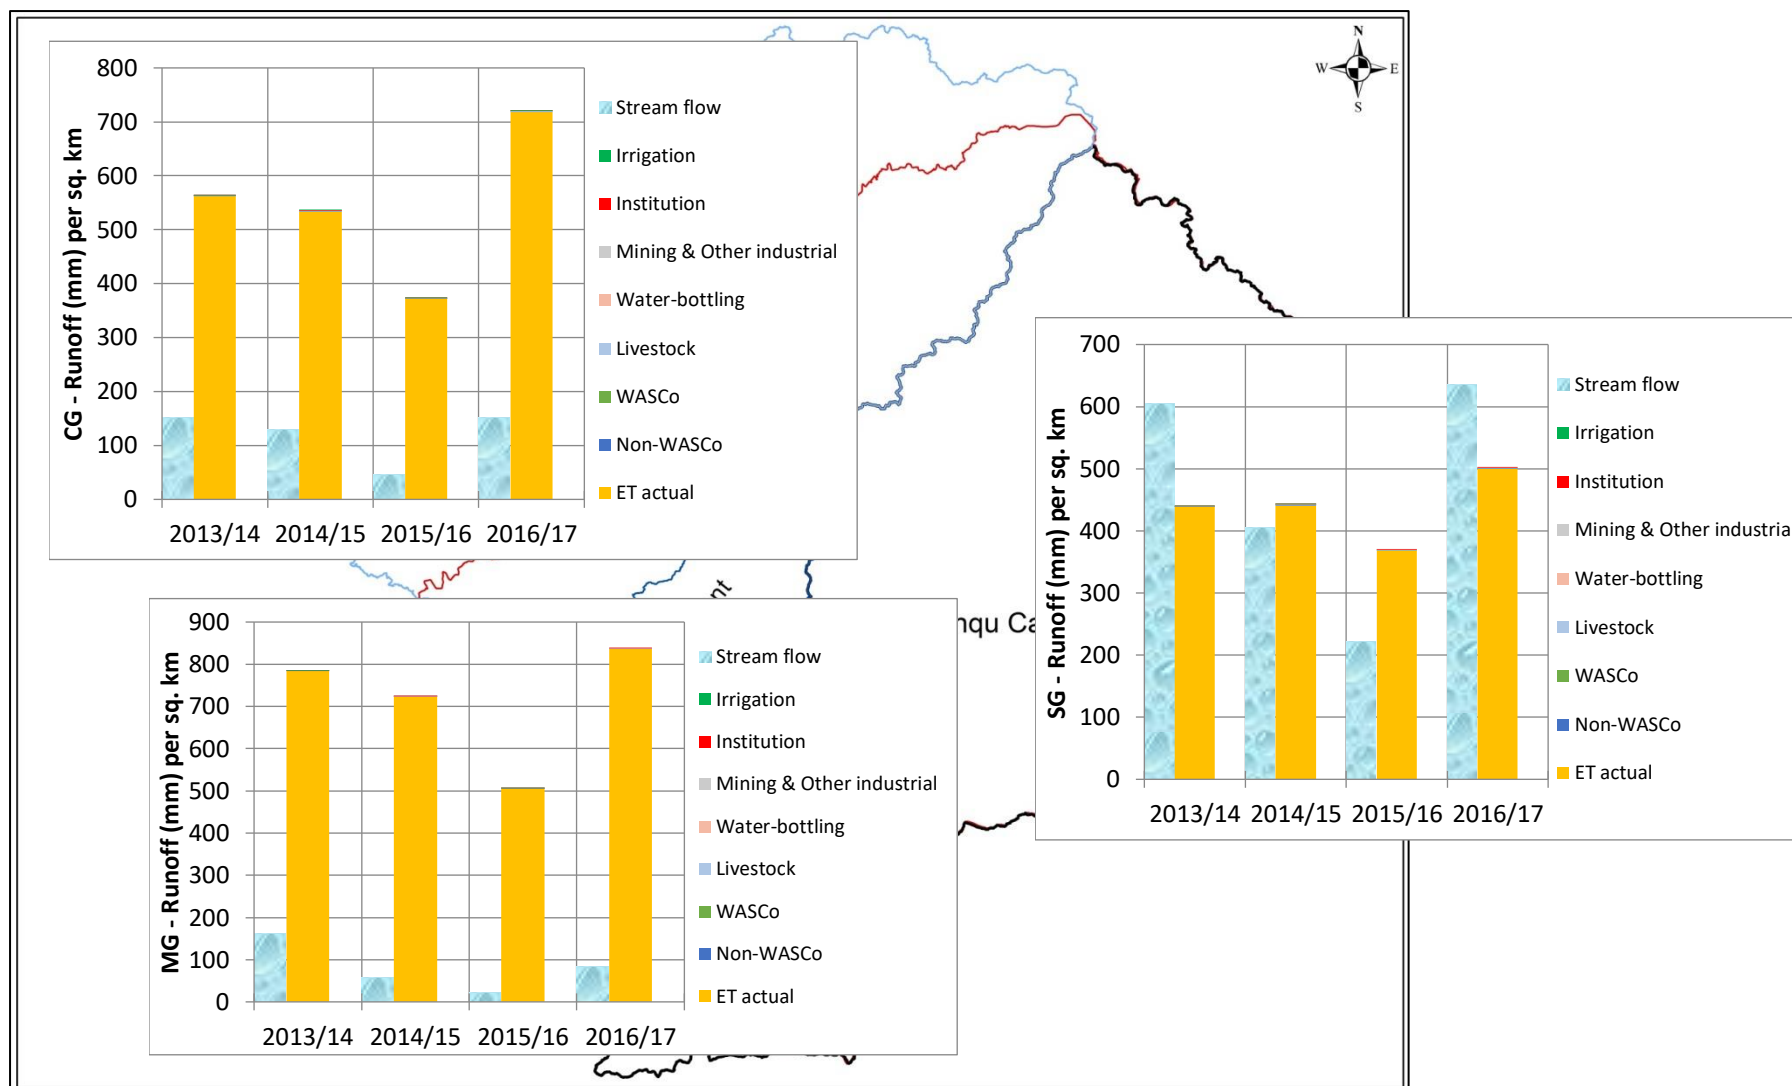 N
W E
S
CG - Runoff (mm) per sq. km
800
700
600
500
400
300
200
100
0
2013/14 2014/15 2015/16 2016/17
Stream flow
Irrigation
Institution
Mining & Other industrial
Water-bottling
Livestock
WASCo
Non-WASCo
ET actual
SG - Runoff (mm) per sq. km
700
600
500
400
300
200
100
0
2013/14 2014/15 2015/16 2016/17
Stream flow
Irrigation
Institution
Mining & Other industria
Water-bottling
Livestock
WASCo
Non-WASCo
ET actual
nt
nqu Ca
MG - Runoff (mm) per sq. km
900
800
700
600
500
400
300
200
100
0
2013/14 2014/15 2015/16 2016/17
Stream flow
Irrigation
Institution
Mining & Other industrial
Water-bottling
Livestock
WASCo
Non-WASCo
ET actual